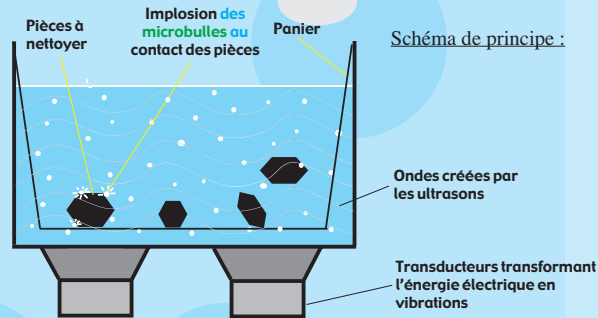 Pièces à
nettoyer
Implosion des
microbulles au
contact des pièces
Panier
Schéma de principe :
Ondes créées par
les ultrasons
Transducteurs transformant
l'énergie électrique en
vibrations